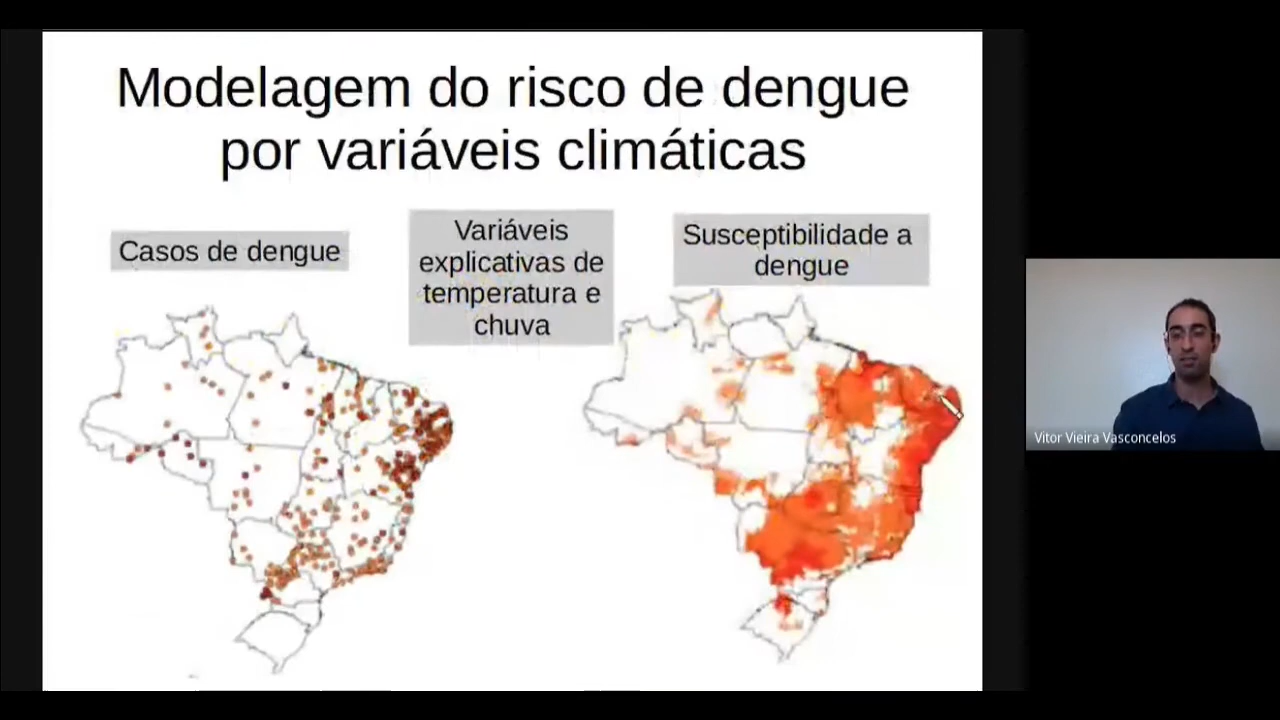 Modelagem do risco de dengue
por variáveis climáticas
Casos de dengue
Variáveis
explicativas de
temperatura e
chuva
Susceptibilidade a
dengue
Vitor Vieira Vasconcelos